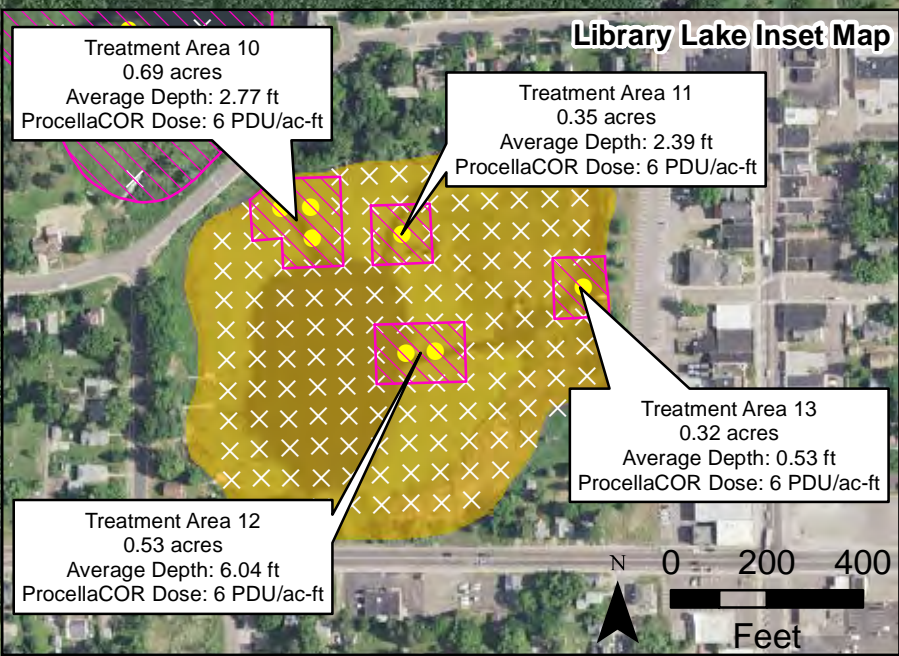 Library Lake Inset Map
Treatment Area 10
0.69 acres
Average Depth: 2.77 ft
ProcellaCOR Dose: 6 PDU/ac-ft
Treatment Area 11
0.35 acres
Average Depth: 2.39 ft
ProcellaCOR Dose: 6 PDU/ac-ft
Treatment Area 13
0.32 acres
Average Depth: 0.53 ft
ProcellaCOR Dose: 6 PDU/ac-ft
Treatment Area 12
0.53 acres
Average Depth: 6.04 ft
ProcellaCOR Dose: 6 PDU/ac-ft
N
0 200 400
Feet